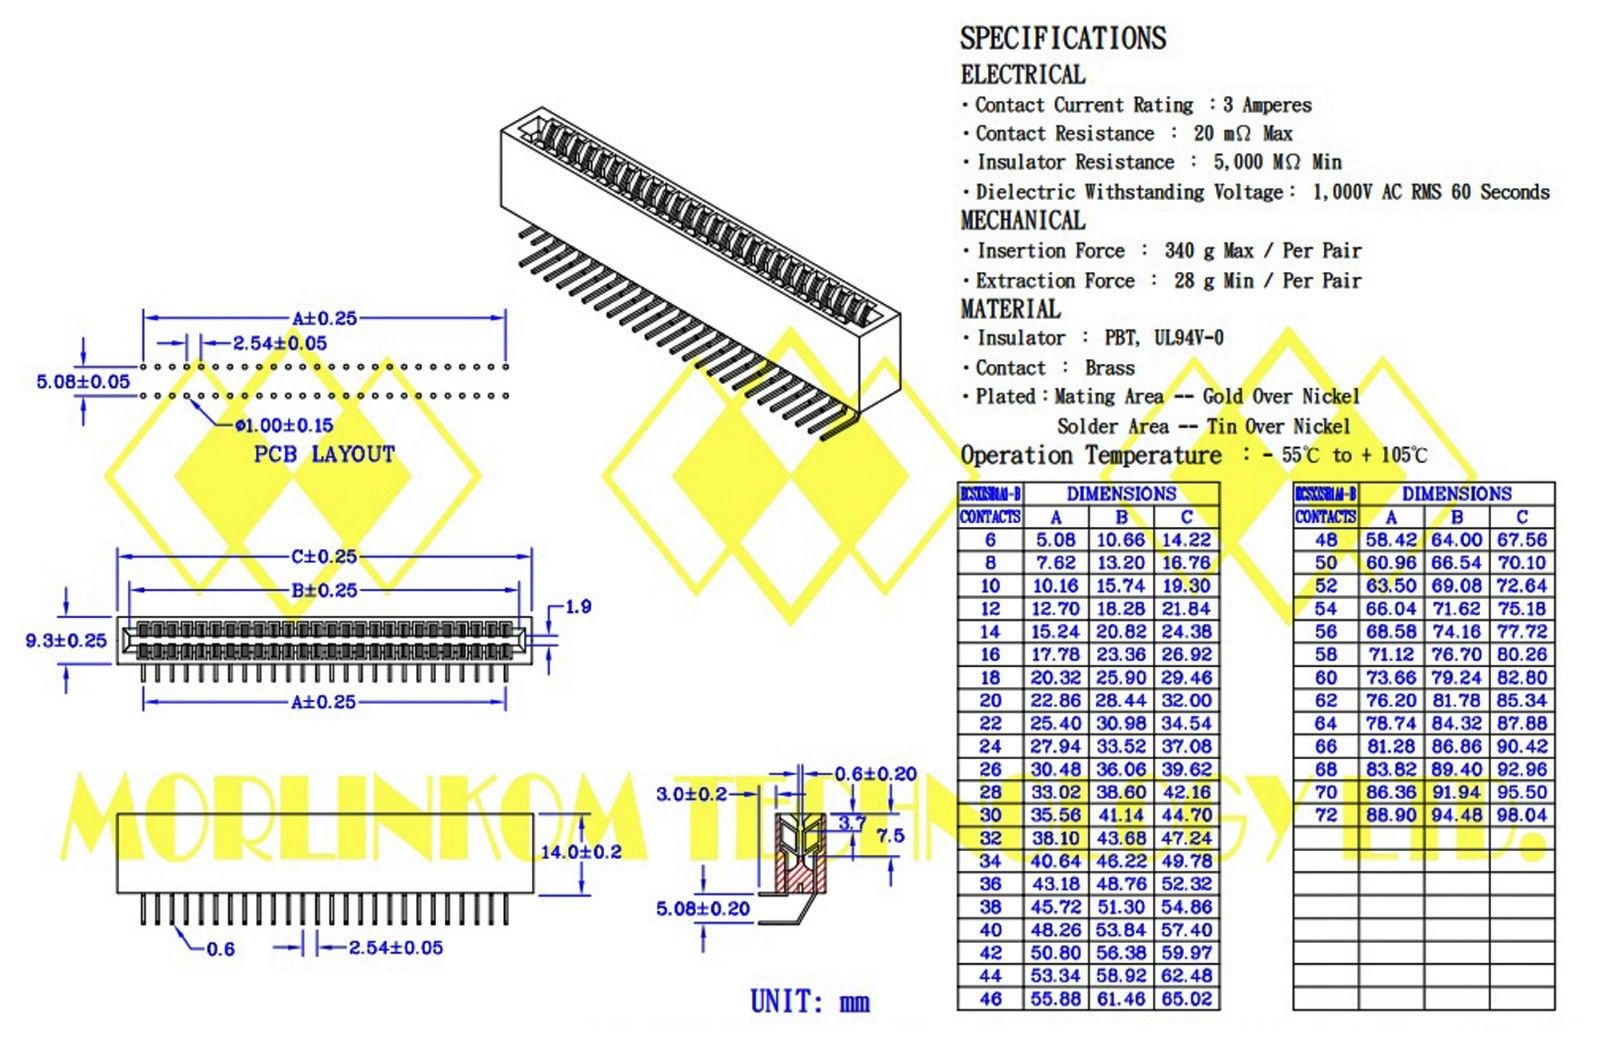 SPECIFICATIONS
ELECTRICAL
· Contact Current Rating : 3 Amperes
· Contact Resistance : 20 mΩ Max
· Insulator Resistance : 5,000 MΩ Min
· Dielectric Withstanding Voltage : 1,000V AC RMS 60 Seconds
MECHANICAL
· Insertion Force : 340 g Max / Per Pair
· Extraction Force : 28 g Min / Per Pair
MATERIAL
· Insulator : PBT, UL94V-0
· Contact : Brass
· Plated : Mating Area -- Gold Over Nickel
Solder Area -- Tin Over Nickel
Operation Temperature : - 55℃ to + 105℃
A±0.25
2.54±0.05
5.08±0.05
ø1.00±0.15
PCB LAYOUT
C±0.25
B±0.25
1.9
9.3±0.25
A±0.25
14.0±0.2
0.6
2.54±0.05
0.6±0.20
3.0±0.2
3.7
7.5
5.08±0.20
UNIT: mm
MORLINKOM TECHNOLOGY LTD.
DIMENSIONS
CONTACTS A B C
6 5.08 10.66 14.22
8 7.62 13.20 16.76
10 10.16 15.74 19.30
12 12.70 18.28 21.84
14 15.24 20.82 24.38
16 17.78 23.36 26.92
18 20.32 25.90 29.46
20 22.86 28.44 32.00
22 25.40 30.98 34.54
24 27.94 33.52 37.08
26 30.48 36.06 39.62
28 33.02 38.60 42.16
30 35.56 41.14 44.70
32 38.10 43.68 47.24
34 40.64 46.22 49.78
36 43.18 48.76 52.32
38 45.72 51.30 54.86
40 48.26 53.84 57.40
42 50.80 56.38 59.97
44 53.34 58.92 62.48
46 55.88 61.46 65.02
DIMENSIONS
CONTACTS A B C
48 58.42 64.00 67.56
50 60.96 66.54 70.10
52 63.50 69.08 72.64
54 66.04 71.62 75.18
56 68.58 74.16 77.72
58 71.12 76.70 80.26
60 73.66 79.24 82.80
62 76.20 81.78 85.34
64 78.74 84.32 87.88
66 81.28 86.86 90.42
68 83.82 89.40 92.96
70 86.36 91.94 95.50
72 88.90 94.48 98.04